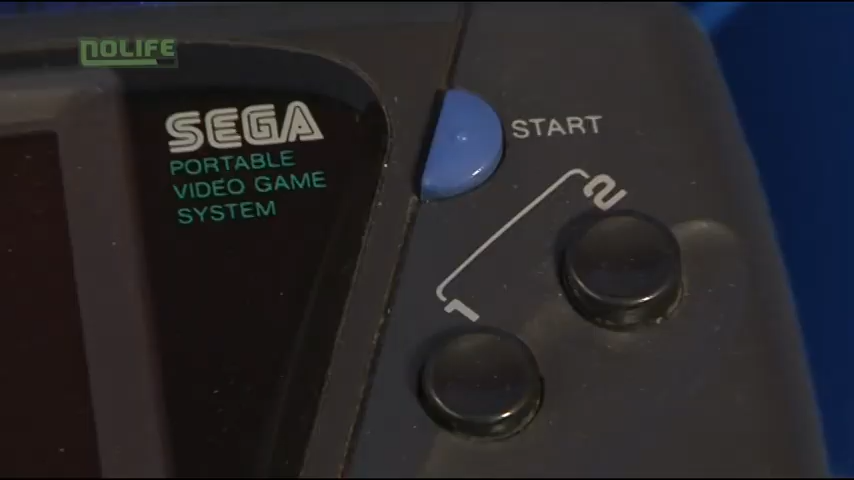 NOLIFE
SEGA
PORTABLE
VIDEO GAME
SYSTEM
START
2
1